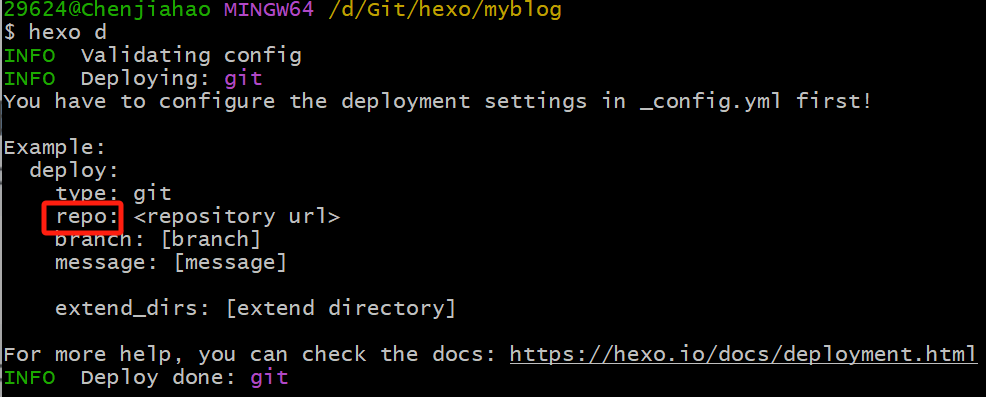 29624@Chenjiahao MINGW64 /d/Git/hexo/myblog
$ hexo d
INFO  Validating config
INFO  Deploying: git
You have to configure the deployment settings in _config.yml first!
Example:
  deploy:
    type: git
    repo: <repository url>
    branch: [branch]
    message: [message]
    extend_dirs: [extend directory]
For more help, you can check the docs: https://hexo.io/docs/deployment.html
INFO  Deploy done: git